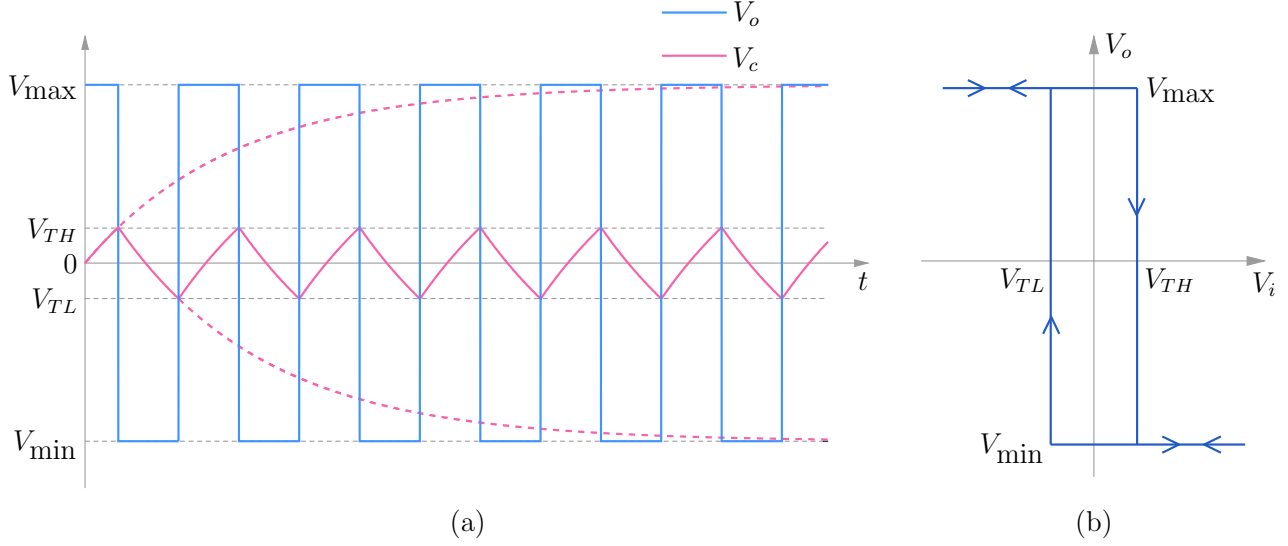 V_o
V_c
V_max
V_TH
0
V_TL
V_min
t
(a)
V_o
V_max
V_TL
V_TH
V_i
V_min
(b)